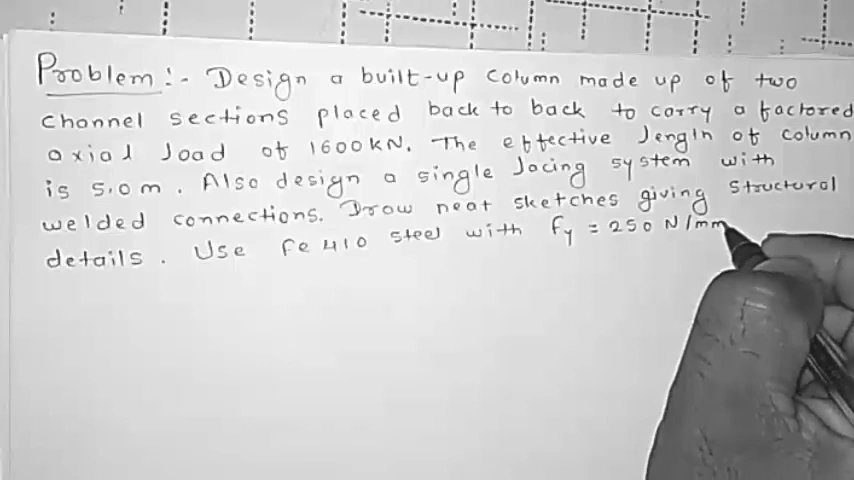 Problem :- Design a built-up column made up of two
channel sections placed back to back to carry a factored
axial load of 1600 KN. The effective length of column
is 5.0 m. Also design a single lacing system with
welded connections. Draw neat sketches giving structural
details. Use Fe 410 steel with fy = 250 N/mm